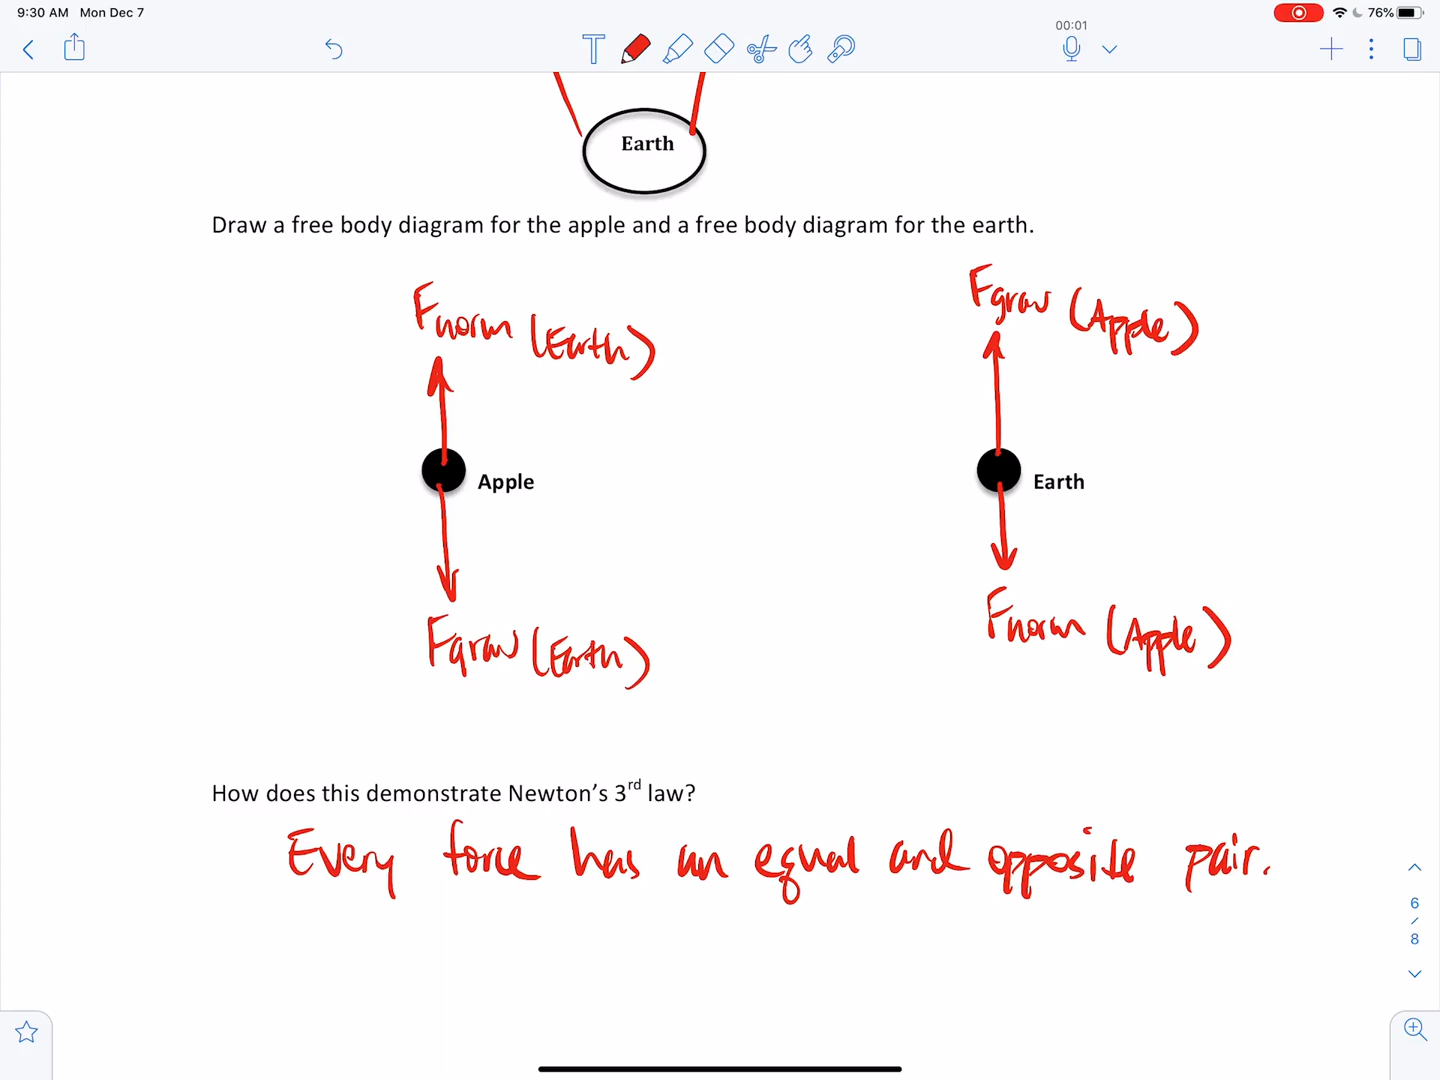 9:30 AM Mon Dec 7
76%
00:01
T
Earth
Draw a free body diagram for the apple and a free body diagram for the earth.
Fnorm (Earth)
Fgrav (Apple)
Apple
Earth
Fgrav (Earth)
Fnorm (Apple)
How does this demonstrate Newton’s 3rd law?
Every force has an equal and opposite pair.
6
/
8